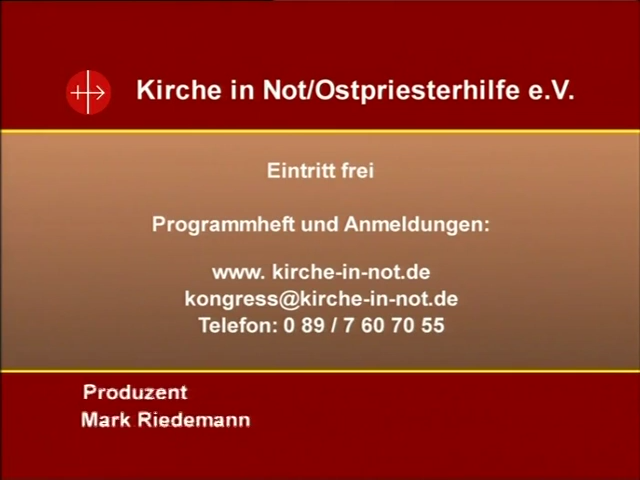 Kirche in Not/Ostpriesterhilfe e.V.
Eintritt frei
Programmheft und Anmeldungen:
www. kirche-in-not.de
kongress@kirche-in-not.de
Telefon: 0 89 / 7 60 70 55
Produzent
Mark Riedemann